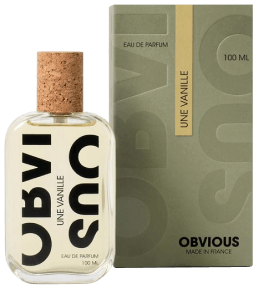 OBVI
OUS
UNE VANILLE
EAU DE PARFUM
100 ML
OBVI
OUS
EAU DE PARFUM
100 ML
UNE VANILLE
OBVIOUS
MADE IN FRANCE